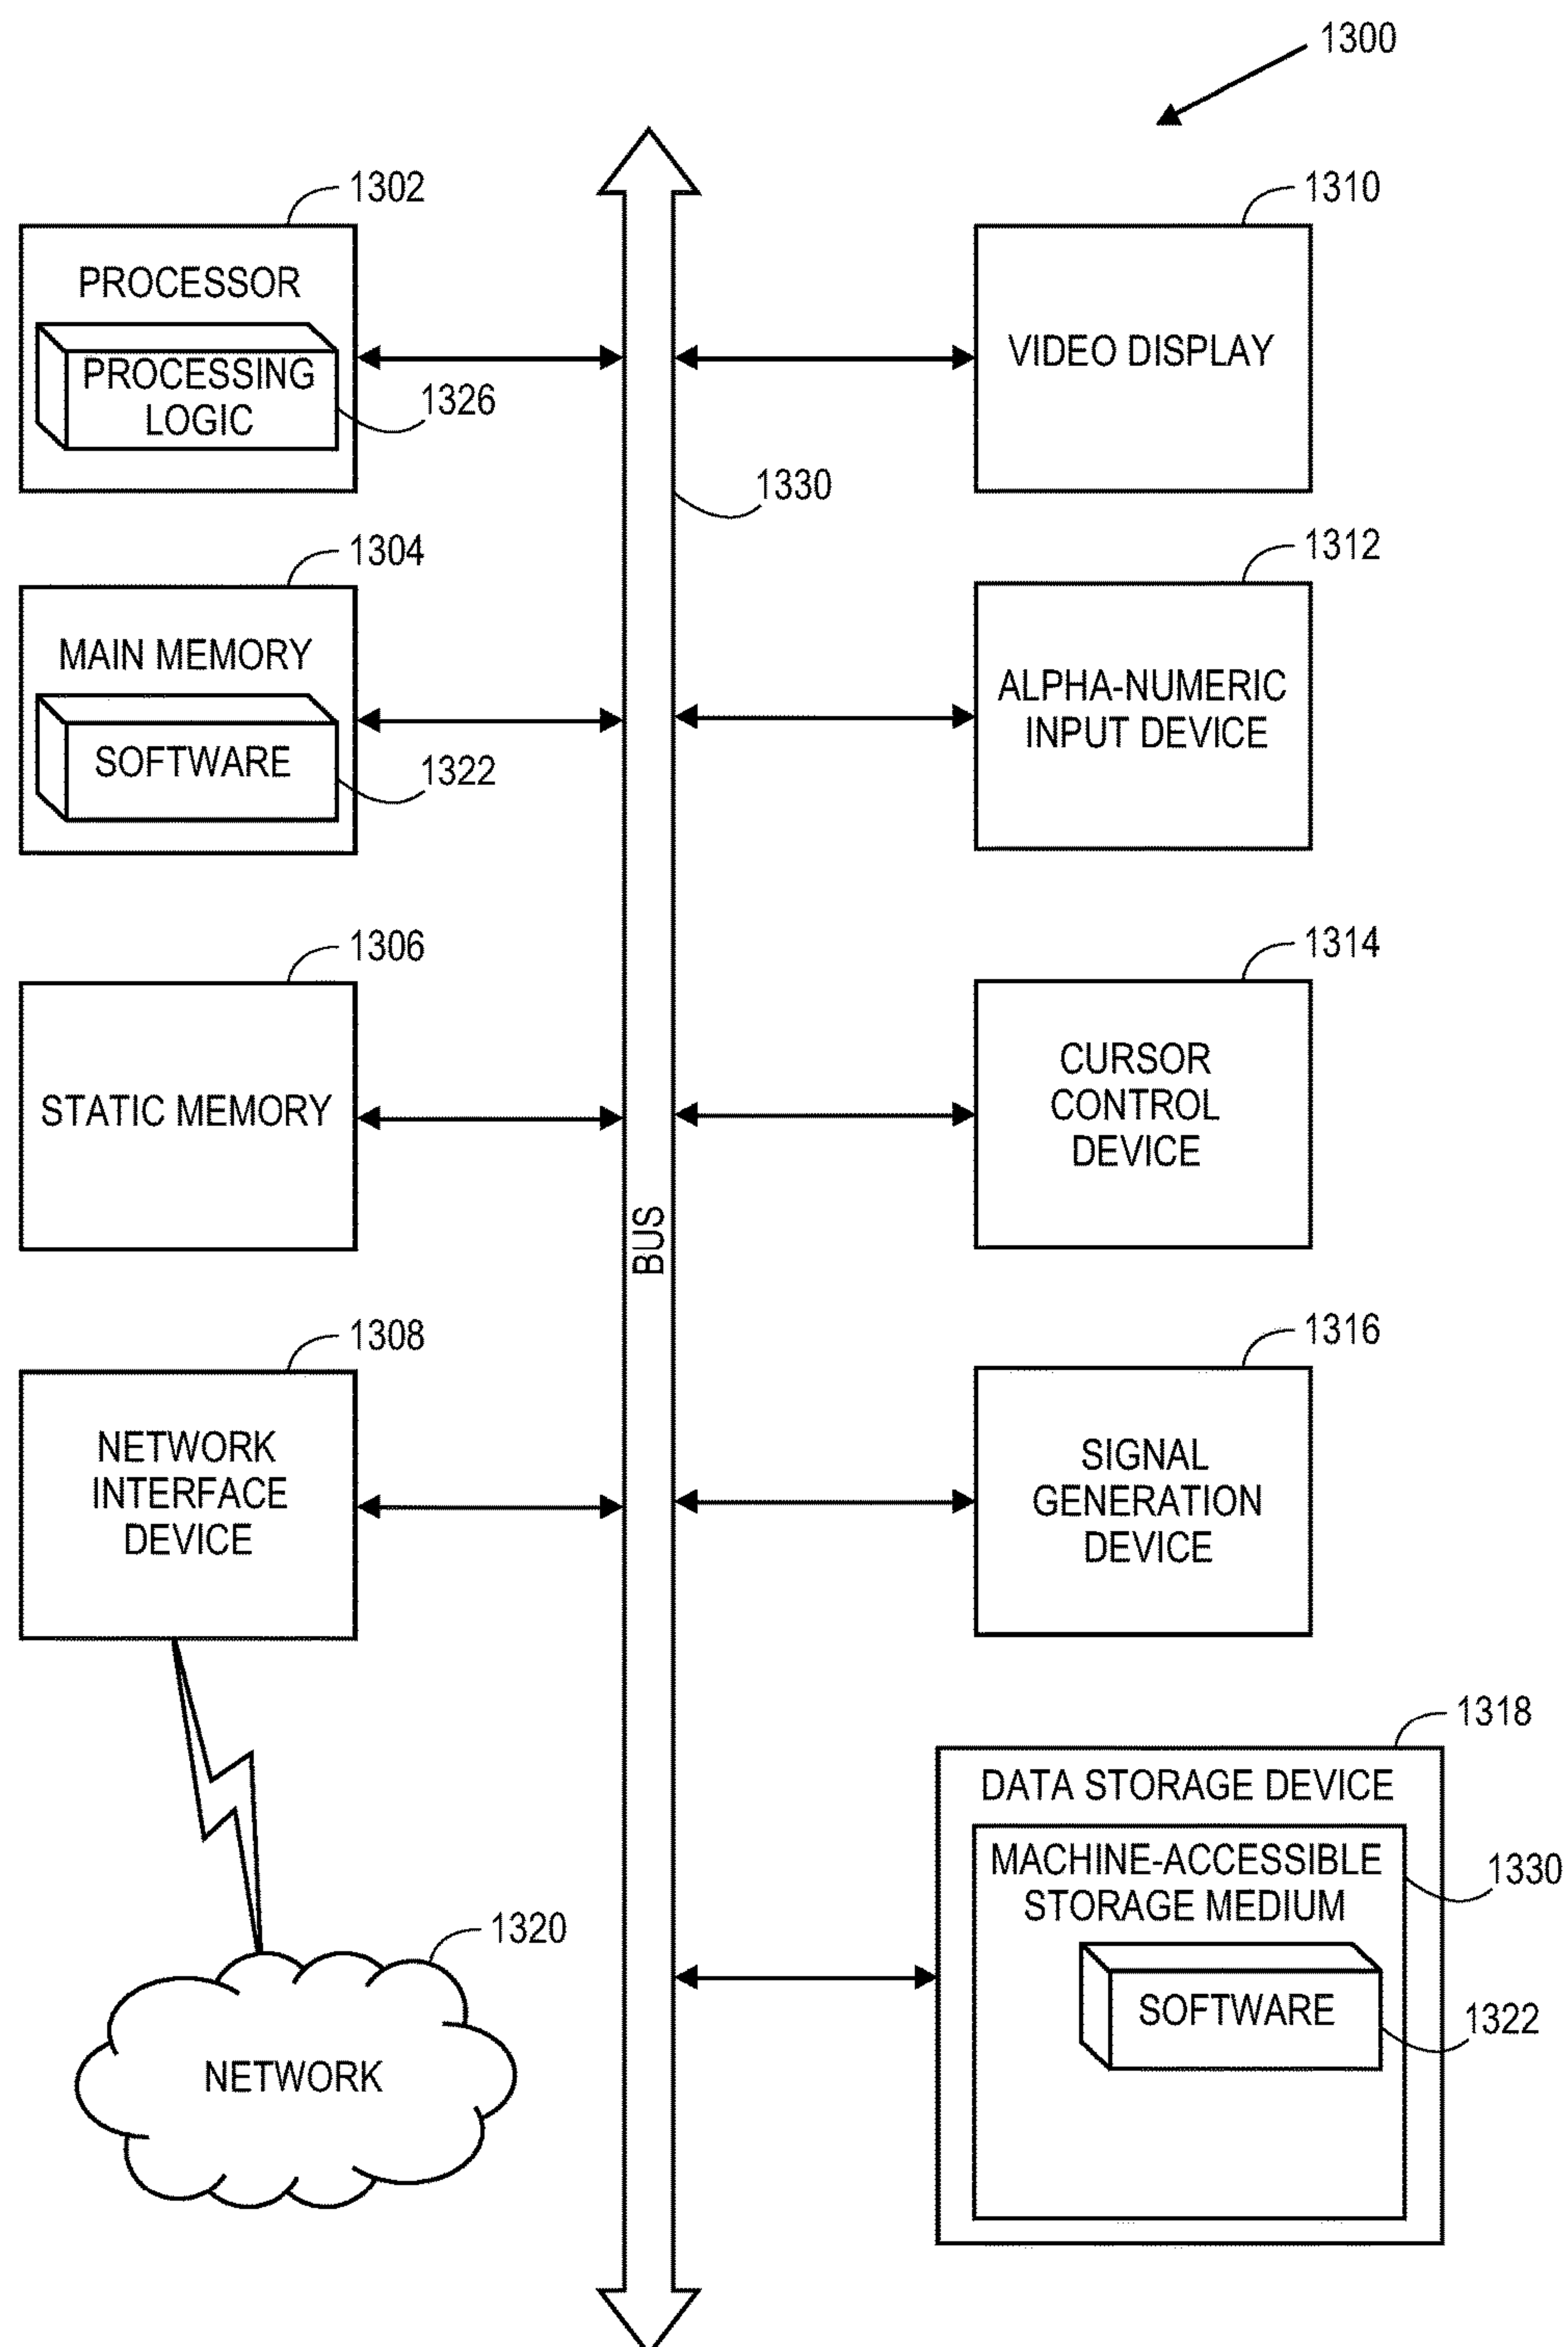 1300
1302
PROCESSOR
PROCESSING
LOGIC
1326
1310
VIDEO DISPLAY
1330
1304
MAIN MEMORY
SOFTWARE
1322
1312
ALPHA-NUMERIC
INPUT DEVICE
1306
STATIC MEMORY
1314
CURSOR
CONTROL
DEVICE
BUS
1308
NETWORK
INTERFACE
DEVICE
1316
SIGNAL
GENERATION
DEVICE
1318
DATA STORAGE DEVICE
MACHINE-ACCESSIBLE
STORAGE MEDIUM
1330
SOFTWARE
1322
1320
NETWORK